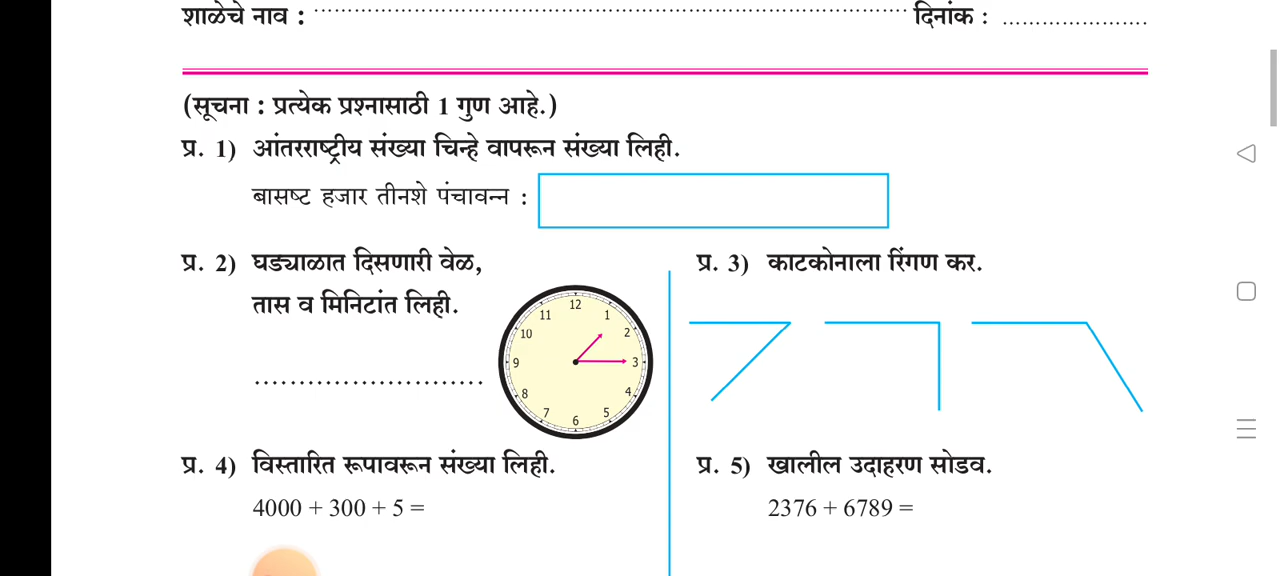 शाळेचे नाव : ........................................................................ दिनांक : ......................
(सूचना : प्रत्येक प्रश्नासाठी 1 गुण आहे.)
प्र. 1) आंतरराष्ट्रीय संख्या चिन्हे वापरून संख्या लिही.
बासष्ट हजार तीनशे पंचावन्न :
प्र. 2) घड्याळात दिसणारी वेळ,
तास व मिनिटांत लिही.
............................
12
1
2
3
4
5
6
7
8
9
10
11
प्र. 3) काटकोनाला रिंगण कर.
प्र. 4) विस्तारित रूपावरून संख्या लिही.
4000 + 300 + 5 =
प्र. 5) खालील उदाहरण सोडव.
2376 + 6789 =